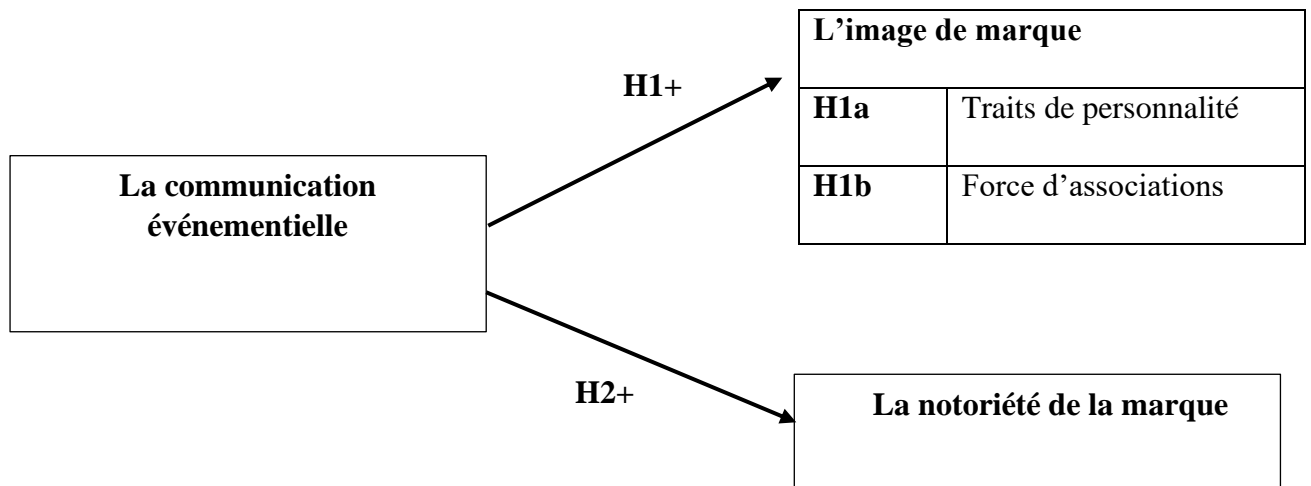 L’image de marque
H1+
H1a Traits de personnalité
La communication
événementielle
H1b Force d’associations
H2+
La notoriété de la marque